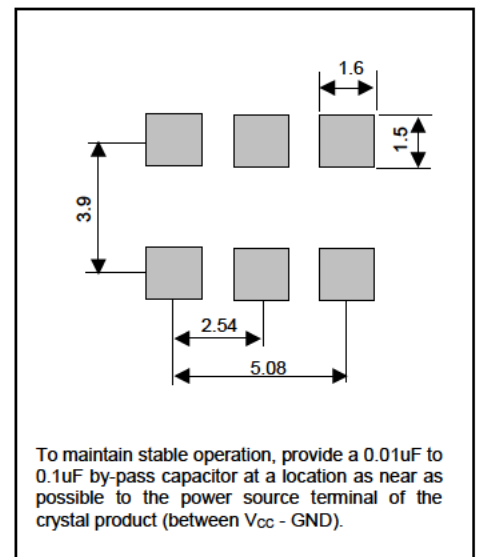 1.6
1.5
3.9
2.54
5.08
To maintain stable operation, provide a 0.01uF to
0.1uF by-pass capacitor at a location as near as
possible to the power source terminal of the
crystal product (between Vcc - GND).